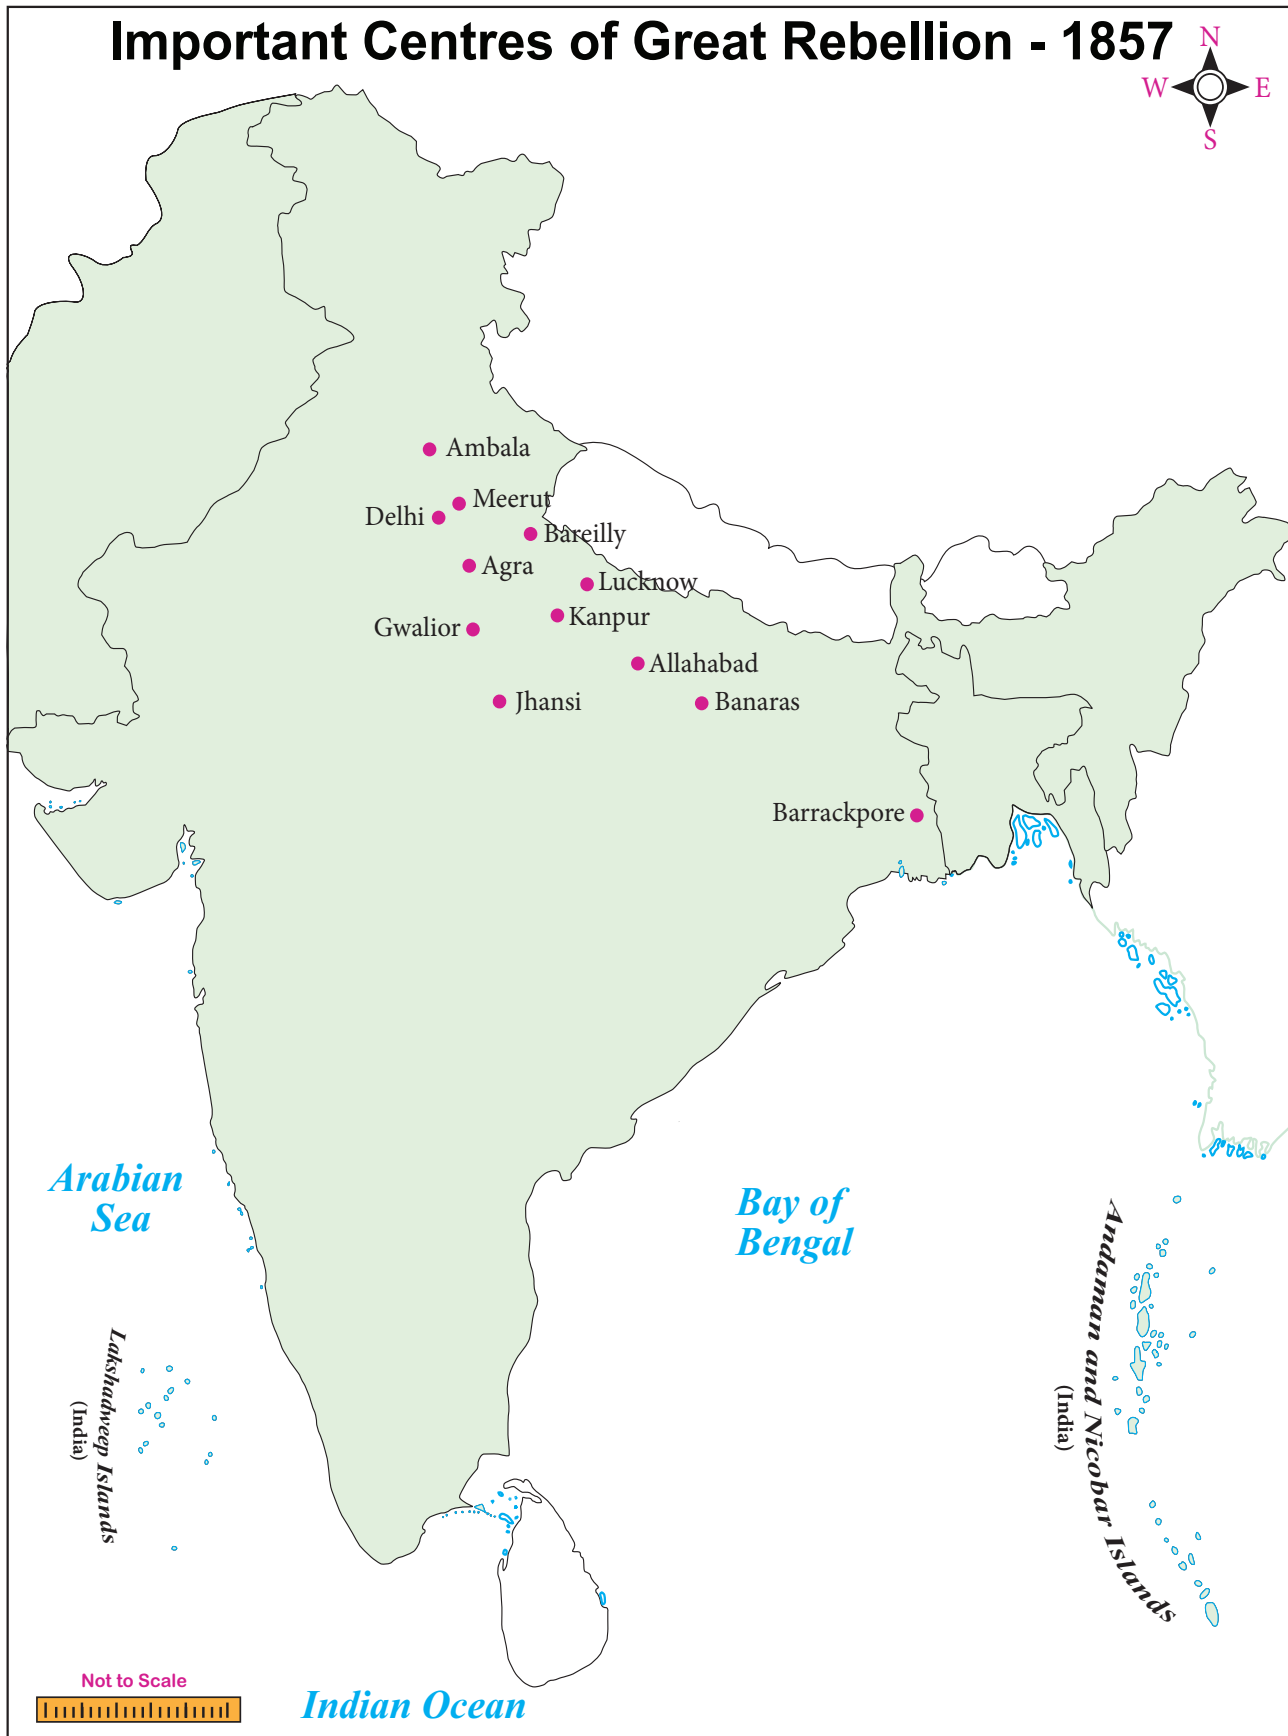 Important Centres of Great Rebellion - 1857
N
W
E
S
Ambala
Meerut
Delhi
Bareilly
Agra
Lucknow
Kanpur
Gwalior
Allahabad
Jhansi
Banaras
Barrackpore
Arabian
Sea
Bay of
Bengal
Andaman and Nicobar Islands
(India)
Lakshadweep Islands
(India)
Not to Scale
Indian Ocean